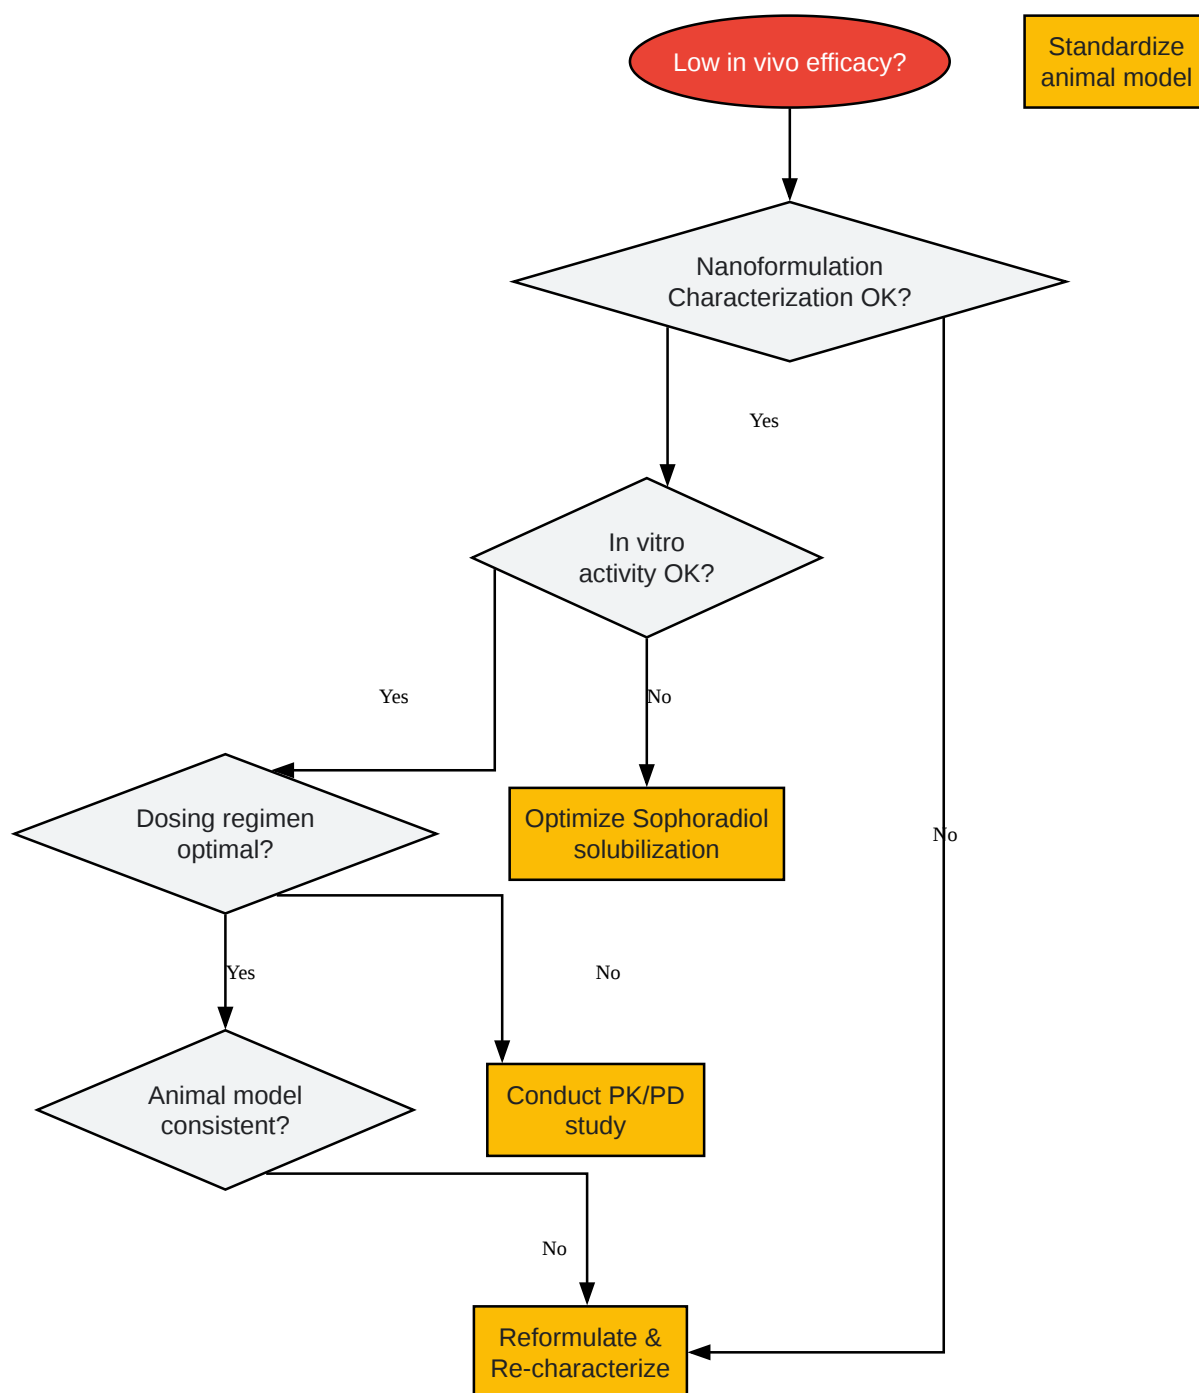 Low in vivo efficacy?
Standardize
animal model
Nanoformulation
Characterization OK?
Yes
In vitro
activity OK?
Yes
No
Dosing regimen
optimal?
Optimize Sophoradiol
solubilization
No
Yes
No
Animal model
consistent?
Conduct PK/PD
study
No
Reformulate &
Re-characterize